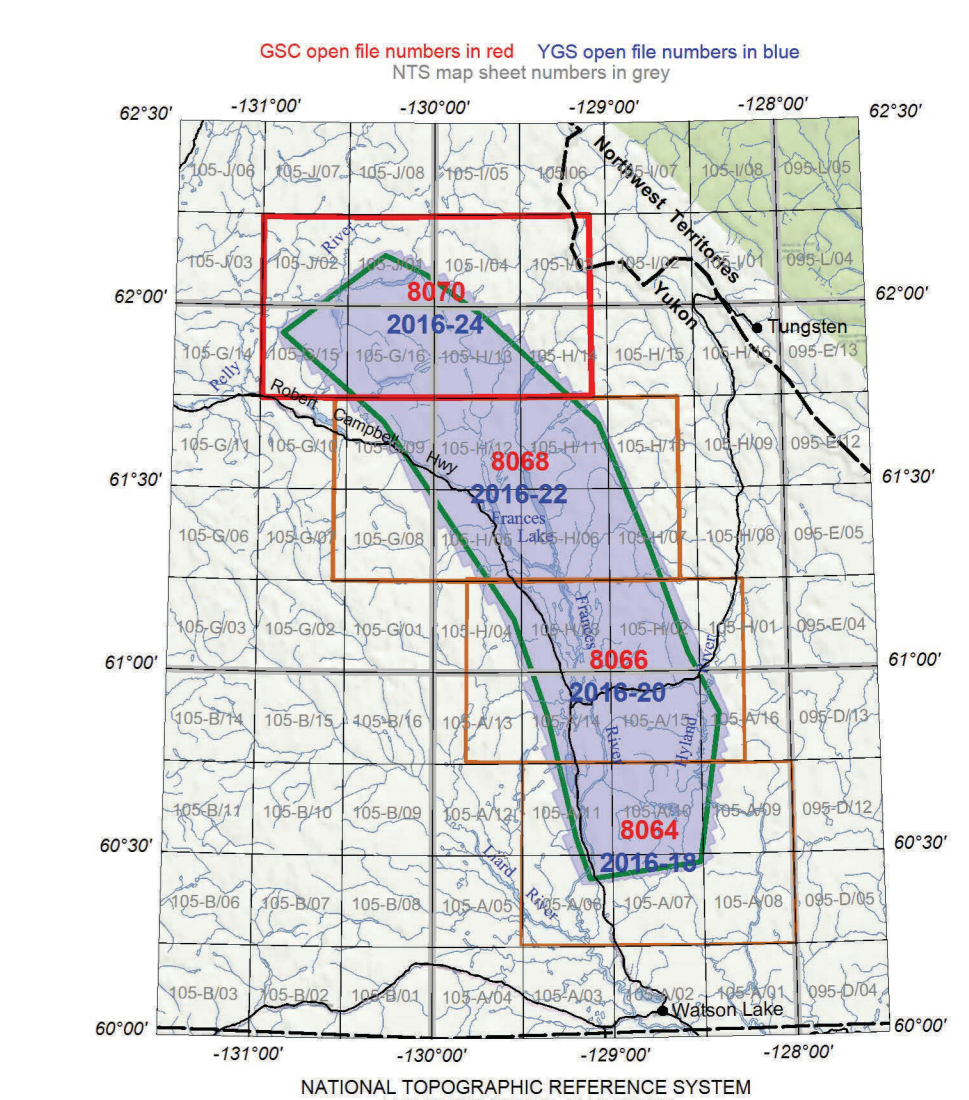 GSC open file numbers in red YGS open file numbers in blue
NTS map sheet numbers in grey
-131°00' -130°00' -129°00' -128°00'
62°30' 62°30'
105-J/06 105-J/07 105-J/08 105-I/05 105-I/06 105-I/07 105-I/08 095-L/05
Northwest Territories
River
105-J/03 105-J/02 105-J/01 105-I/04 105-I/03 105-I/02 105-I/01 095-L/04
Yukon
62°00' 8070 62°00'
2016-24 Tungsten
105-G/14 105-G/15 105-G/16 105-H/13 105-H/14 105-H/15 105-H/16 095-E/13
Pelly
Robert Campbell Hwy
105-G/11 105-G/10 105-G/09 105-H/12 105-H/11 105-H/10 105-H/09 095-E/12
8068
61°30' 2016-22 61°30'
Frances
Lake
105-G/06 105-G/07 105-G/08 105-H/05 105-H/06 105-H/07 105-H/08 095-E/05
Frances
105-G/03 105-G/02 105-G/01 105-H/04 105-H/03 105-H/02 105-H/01 095-E/04
River
61°00' 8066 61°00'
2016-20
105-B/14 105-B/15 105-B/16 105-A/13 105-A/14 105-A/15 105-A/16 095-D/13
River
Hyland
105-B/11 105-B/10 105-B/09 105-A/12 105-A/11 105-A/10 105-A/09 095-D/12
8064
60°30' 2016-18 60°30'
Liard
River
105-B/06 105-B/07 105-B/08 105-A/05 105-A/06 105-A/07 105-A/08 095-D/05
105-B/03 105-B/02 105-B/01 105-A/04 105-A/03 105-A/02 105-A/01 095-D/04
Watson Lake
60°00' 60°00'
-131°00' -130°00' -129°00' -128°00'
NATIONAL TOPOGRAPHIC REFERENCE SYSTEM